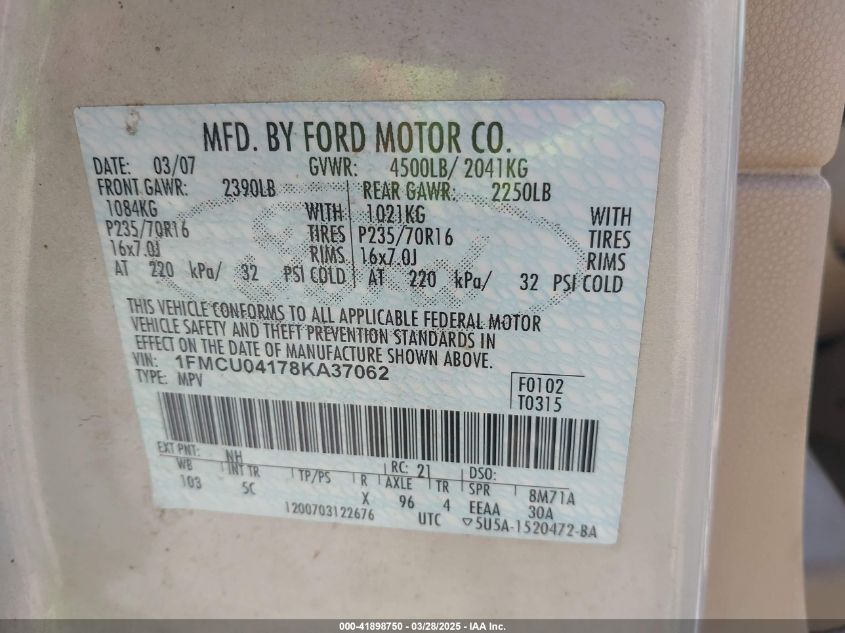 MFD. BY FORD MOTOR CO.
DATE: 03/07 GVWR: 4500LB/ 2041KG
FRONT GAWR: 2390LB REAR GAWR: 2250LB
1084KG WITH 1021KG WITH
P235/70R16 TIRES P235/70R16 TIRES
16x7.0J RIMS 16x7.0J RIMS
AT 220 kPa/ 32 PSI COLD AT 220 kPa/ 32 PSI COLD
THIS VEHICLE CONFORMS TO ALL APPLICABLE FEDERAL MOTOR
VEHICLE SAFETY AND THEFT PREVENTION STANDARDS IN
EFFECT ON THE DATE OF MANUFACTURE SHOWN ABOVE.
VIN: 1FMCU04178KA37062
TYPE: MPV F0102
T0315
EXT PNT: NH RC: 21 DSO:
WB INT TR TP/PS R AXLE TR SPR 8M71A
103 5C X 96 4 EEAA 30A
1200703122676 UTC ▽5U5A-1520472-BA
000-41898750 — 03/28/2025 - IAA Inc.